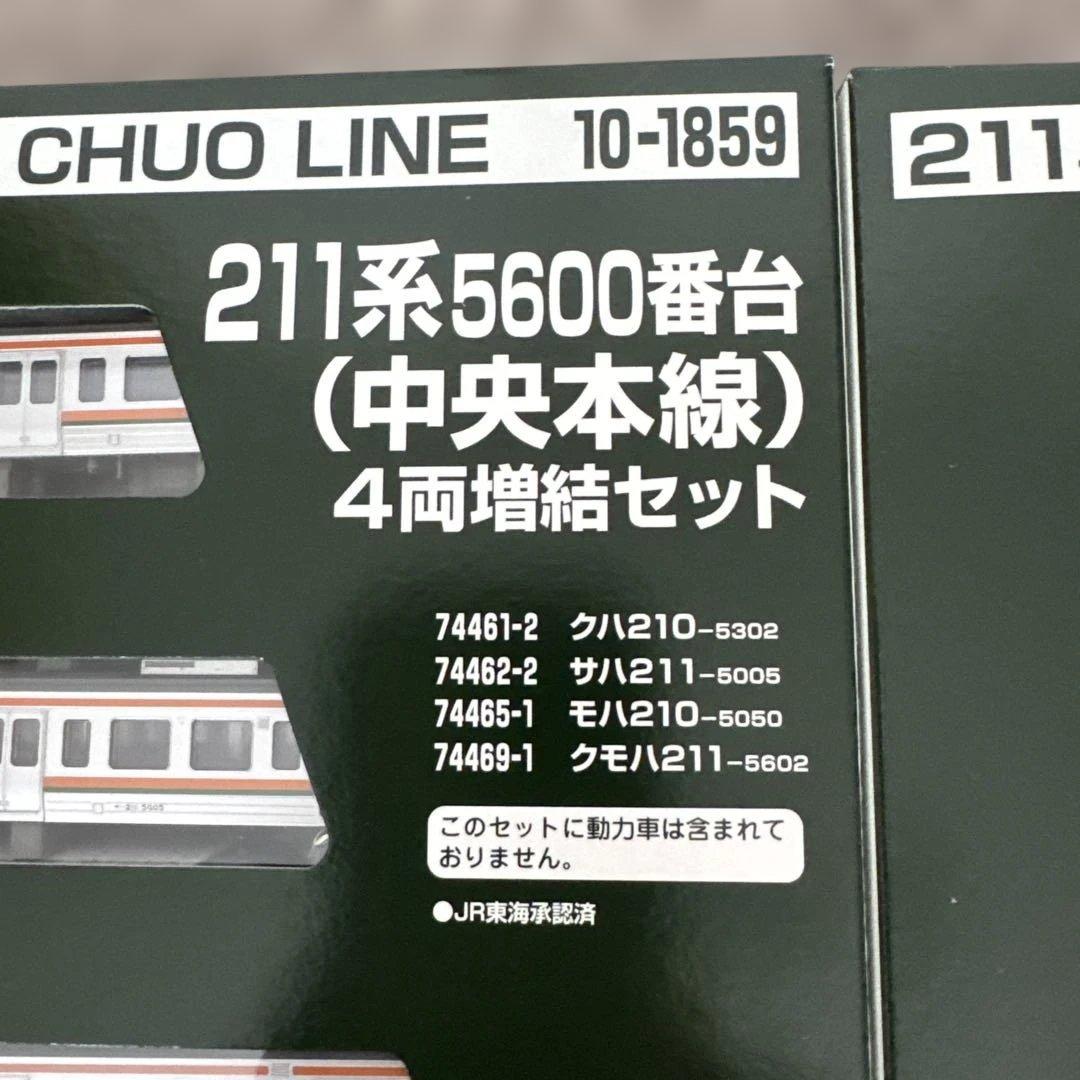 CHUO LINE 10-1859
211系5600番台
(中央本線)
4両増結セット
74461-2 クハ210-5302
74462-2 サハ211-5005
74465-1 モハ210-5050
74469-1 クモハ211-5602
このセットに動力車は含まれて
おりません。
●JR東海承認済
211